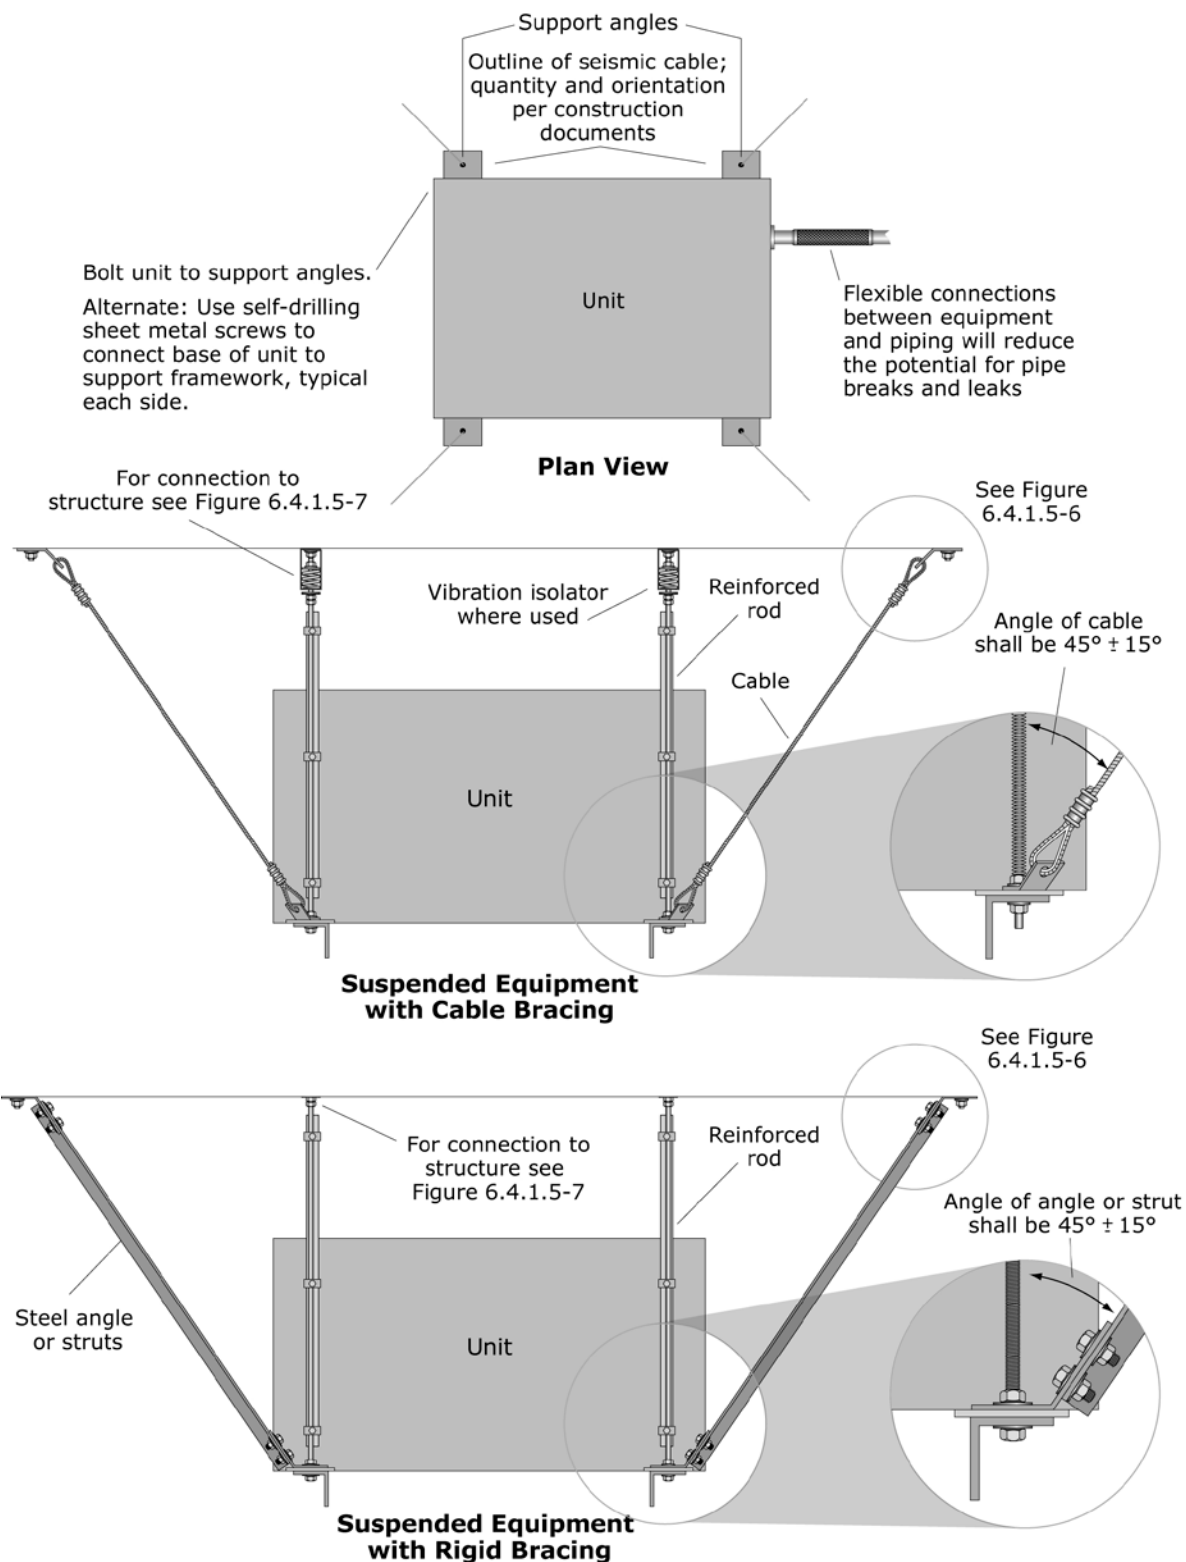 Support angles
Outline of seismic cable;
quantity and orientation
per construction
documents
Bolt unit to support angles.
Alternate: Use self-drilling
sheet metal screws to
connect base of unit to
support framework, typical
each side.
Unit
Flexible connections
between equipment
and piping will reduce
the potential for pipe
breaks and leaks
Plan View
For connection to
structure see Figure 6.4.1.5-7
See Figure
6.4.1.5-6
Vibration isolator
where used
Reinforced
rod
Angle of cable
shall be 45° ± 15°
Cable
Unit
Suspended Equipment
with Cable Bracing
See Figure
6.4.1.5-6
For connection to
structure see
Figure 6.4.1.5-7
Reinforced
rod
Angle of angle or strut
shall be 45° ± 15°
Steel angle
or struts
Unit
Suspended Equipment
with Rigid Bracing